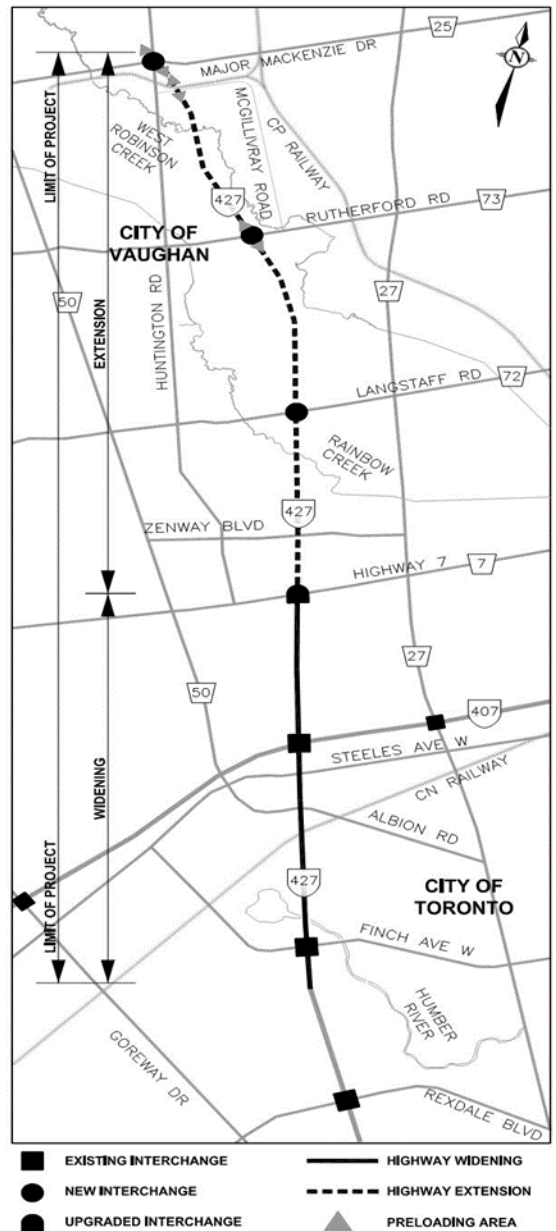 25
MAJOR MACKENZIE DR
N
LIMIT OF PROJECT
WEST
ROBINSON
CREEK
MCGILLIVRAY ROAD
CP RAILWAY
427
RUTHERFORD RD
73
CITY OF
VAUGHAN
50
EXTENSION
HUNTINGTON RD
27
LANGSTAFF RD
72
RAINBOW
CREEK
427
ZENWAY BLVD
HIGHWAY 7
7
27
50
407
STEELES AVE W
CN RAILWAY
WIDENING
ALBION RD
427
CITY OF
TORONTO
LIMIT OF PROJECT
FINCH AVE W
HUMBER
RIVER
GOREWAY DR
REXDALE BLVD
EXISTING INTERCHANGE
HIGHWAY WIDENING
NEW INTERCHANGE
HIGHWAY EXTENSION
UPGRADED INTERCHANGE
PRELOADING AREA